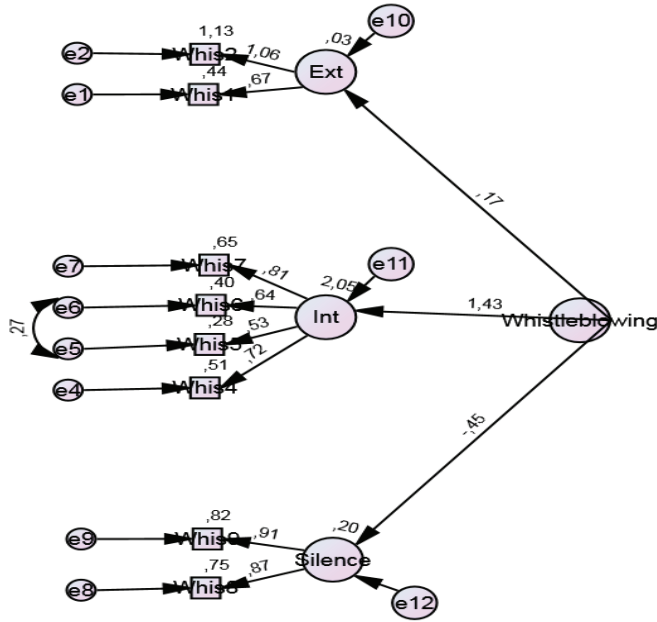 e10
1,13
,03
e2
Whis2
1,06
Ext
,44
e1
Whis1
,67
,17
,65
e7
Whis7
,81
2,05
e11
,40
e6
Whis6
,64
1,43
Int
Whistleblowing
,27
,28
e5
Whis5
,53
,72
,51
e4
Whis4
-,45
,82
,20
e9
Whis9
,91
Silence
,75
e8
Whis8
,87
e12